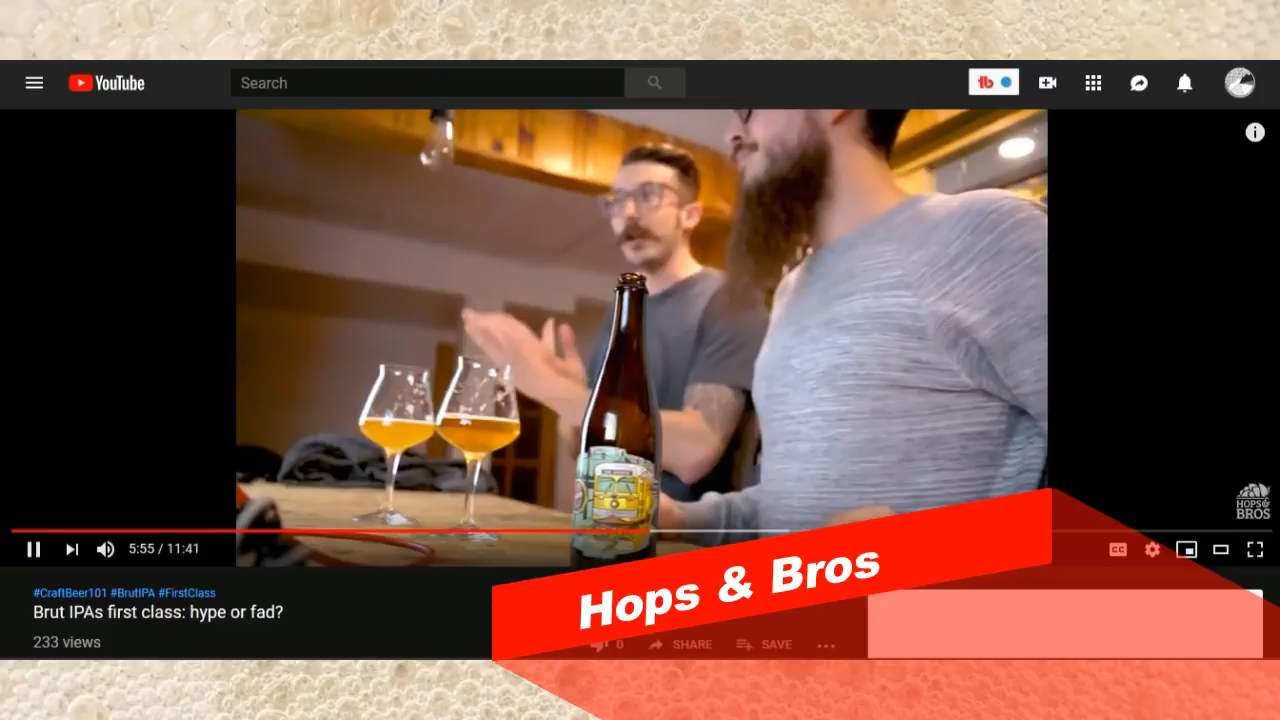 YouTube
Search
HOPS&
BROS
5:55 / 11:41
CC
#CraftBeer101 #BrutIPA #FirstClass
Brut IPAs first class: hype or fad?
Hops & Bros
233 views
0
SHARE
SAVE